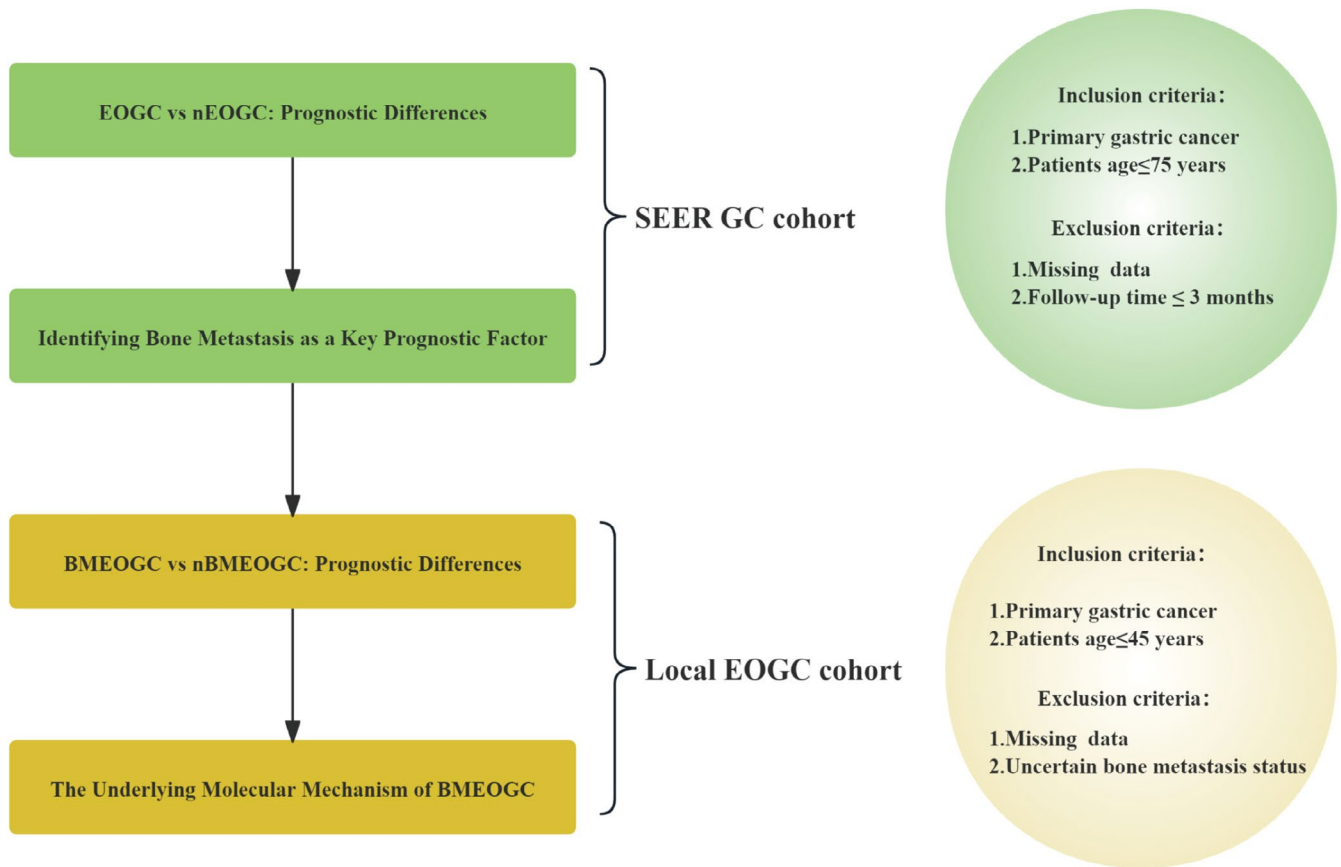 EOGC vs nEOGC: Prognostic Differences
Identifying Bone Metastasis as a Key Prognostic Factor
SEER GC cohort
Inclusion criteria:
1.Primary gastric cancer
2.Patients age≤75 years
Exclusion criteria:
1.Missing data
2.Follow-up time ≤ 3 months
BMEOGC vs nBMEOGC: Prognostic Differences
The Underlying Molecular Mechanism of BMEOGC
Local EOGC cohort
Inclusion criteria:
1.Primary gastric cancer
2.Patients age≤45 years
Exclusion criteria:
1.Missing data
2.Uncertain bone metastasis status